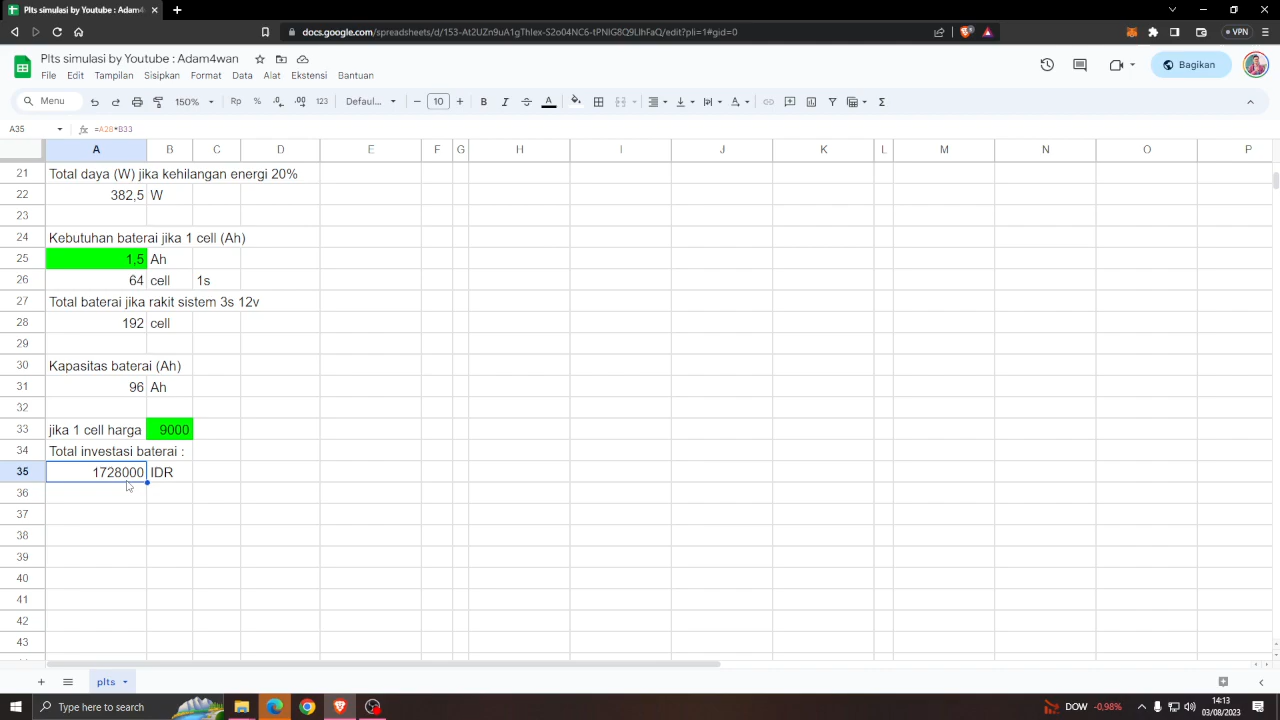 Plts simulasi by Youtube : Adam4w
docs.google.com/spreadsheets/d/153-At2UZn9uA1gThlex-S2o04NC6-tPNIG8Q9LIhFaQ/edit?pli=1#gid=0
VPN
Plts simulasi by Youtube : Adam4wan
File Edit Tampilan Sisipkan Format Data Alat Ekstensi Bantuan
Bagikan
Menu 150% Rp % .0 .00 123 Defaul... 10 B I A
A35 fx =A28*B33
A B C D E F G H I J K L M N O P
21 Total daya (W) jika kehilangan energi 20%
22 382,5 W
23
24 Kebutuhan baterai jika 1 cell (Ah)
25 1,5 Ah
26 64 cell 1s
27 Total baterai jika rakit sistem 3s 12v
28 192 cell
29
30 Kapasitas baterai (Ah)
31 96 Ah
32
33 jika 1 cell harga 9000
34 Total investasi baterai :
35 1728000 IDR
36
37
38
39
40
41
42
43
plts
Type here to search
DOW -0,98%
14:13
03/08/2023